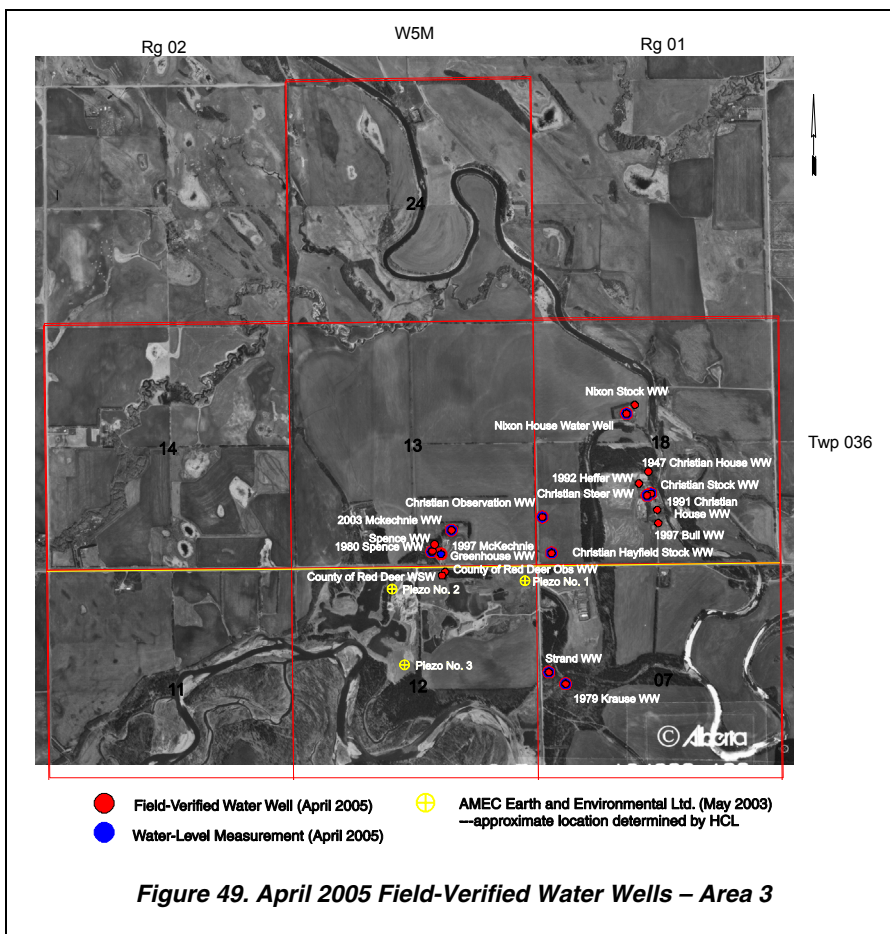 W5M
Rg 02
Rg 01
24
Nixon Stock WW
Nixon House Water Well
14
13
18
Twp 036
1947 Christian House WW
1992 Heffer WW
Christian Stock WW
Christian Steer WW
1991 Christian
House WW
Christian Observation WW
2003 Mckechnie WW
1997 Bull WW
Spence WW
1980 Spence WW
1997 McKechnie
Greenhouse WW
Christian Hayfield Stock WW
County of Red Deer Obs WW
County of Red Deer WSW
Piezo No. 1
Piezo No. 2
Piezo No. 3
Strand WW
11
12
07
1979 Krause WW
© Alberta
Field-Verified Water Well (April 2005)
Water-Level Measurement (April 2005)
AMEC Earth and Environmental Ltd. (May 2003)
---approximate location determined by HCL
Figure 49. April 2005 Field-Verified Water Wells – Area 3